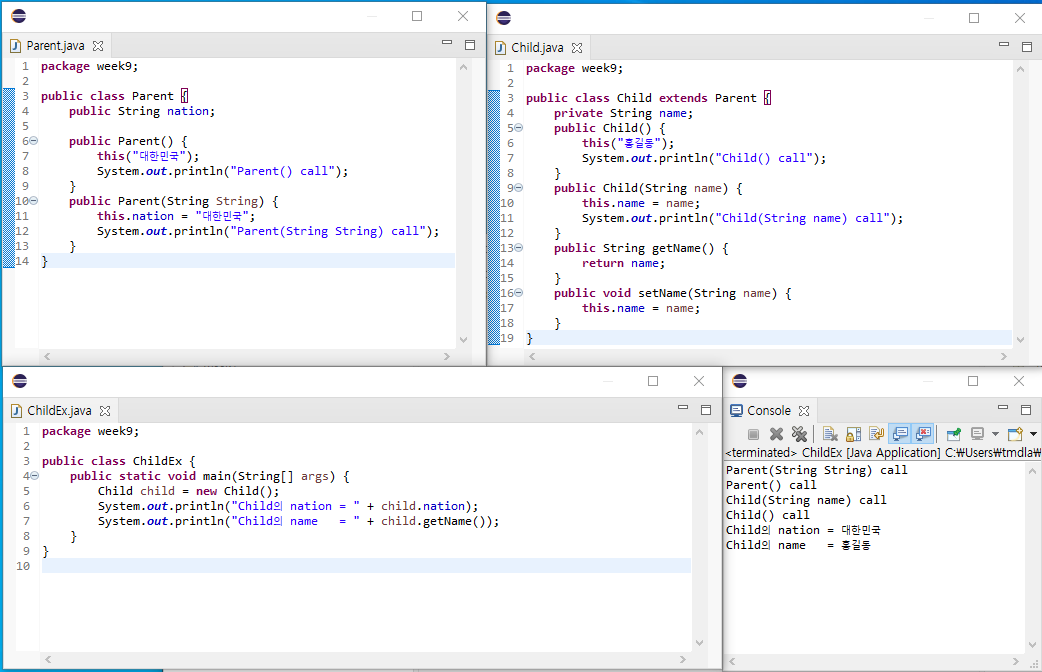 Parent.java
1 package week9;
2
3 public class Parent {
4     public String nation;
5
6     public Parent() {
7         this("대한민국");
8         System.out.println("Parent() call");
9     }
10     public Parent(String String) {
11         this.nation = "대한민국";
12         System.out.println("Parent(String String) call");
13     }
14 }
Child.java
1 package week9;
2
3 public class Child extends Parent {
4     private String name;
5     public Child() {
6         this("홍길동");
7         System.out.println("Child() call");
8     }
9     public Child(String name) {
10         this.name = name;
11         System.out.println("Child(String name) call");
12     }
13     public String getName() {
14         return name;
15     }
16     public void setName(String name) {
17         this.name = name;
18     }
19 }
ChildEx.java
1 package week9;
2
3 public class ChildEx {
4     public static void main(String[] args) {
5         Child child = new Child();
6         System.out.println("Child의 nation = " + child.nation);
7         System.out.println("Child의 name   = " + child.getName());
8     }
9 }
10
Console
<terminated> ChildEx [Java Application] C:₩Users₩tmdla₩
Parent(String String) call
Parent() call
Child(String name) call
Child() call
Child의 nation = 대한민국
Child의 name   = 홍길동